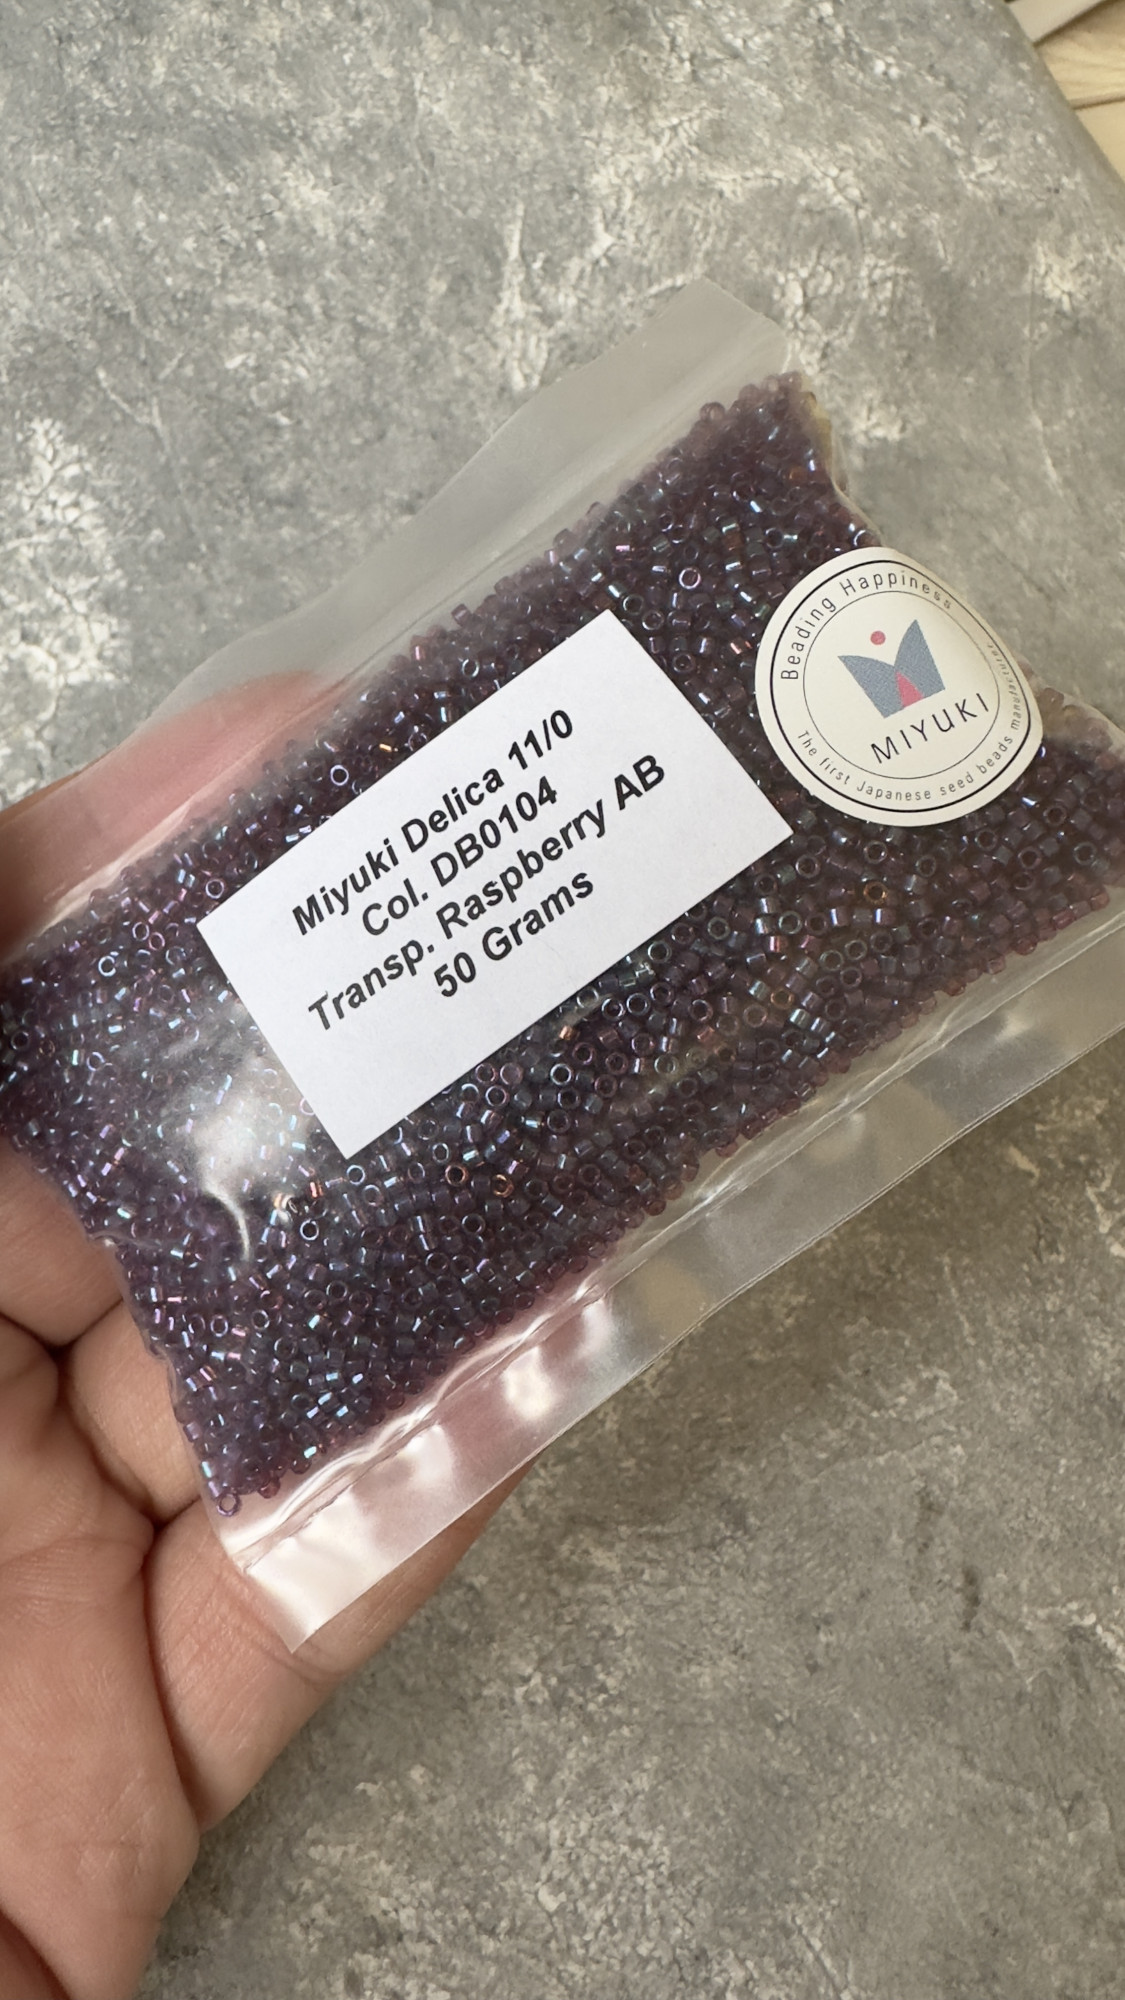 Miyuki Delica 11/0
Col. DB0104
Transp. Raspberry AB
50 Grams
Beading Happiness
MIYUKI
The first Japanese seed beads manufacturer